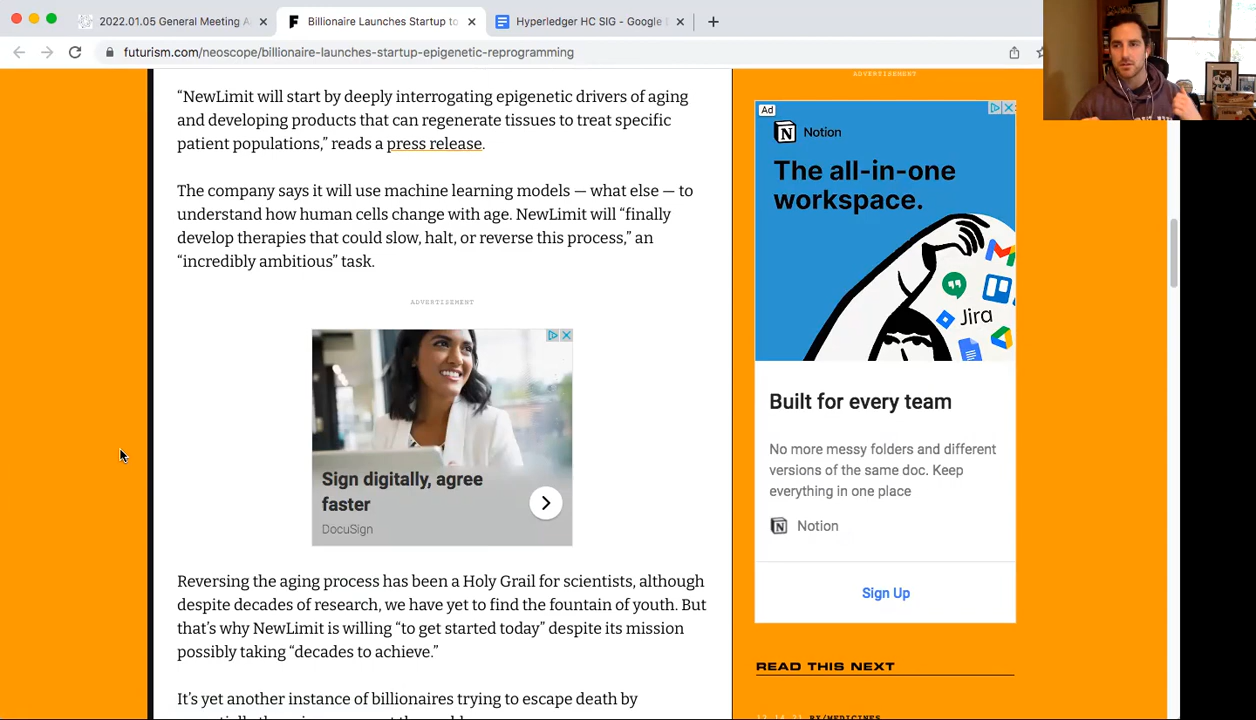 2022.01.05 General Meeting A
Billionaire Launches Startup to
Hyperledger HC SIG - Google
futurism.com/neoscope/billionaire-launches-startup-epigenetic-reprogramming
“NewLimit will start by deeply interrogating epigenetic drivers of aging
and developing products that can regenerate tissues to treat specific
patient populations,” reads a press release.
The company says it will use machine learning models — what else — to
understand how human cells change with age. NewLimit will “finally
develop therapies that could slow, halt, or reverse this process,” an
“incredibly ambitious” task.
ADVERTISEMENT
Sign digitally, agree
faster
DocuSign
Reversing the aging process has been a Holy Grail for scientists, although
despite decades of research, we have yet to find the fountain of youth. But
that’s why NewLimit is willing “to get started today” despite its mission
possibly taking “decades to achieve.”
It’s yet another instance of billionaires trying to escape death by
ADVERTISEMENT
Ad
Notion
The all-in-one
workspace.
Jira
Built for every team
No more messy folders and different
versions of the same doc. Keep
everything in one place
Notion
Sign Up
READ THIS NEXT
RX/MEDICINES